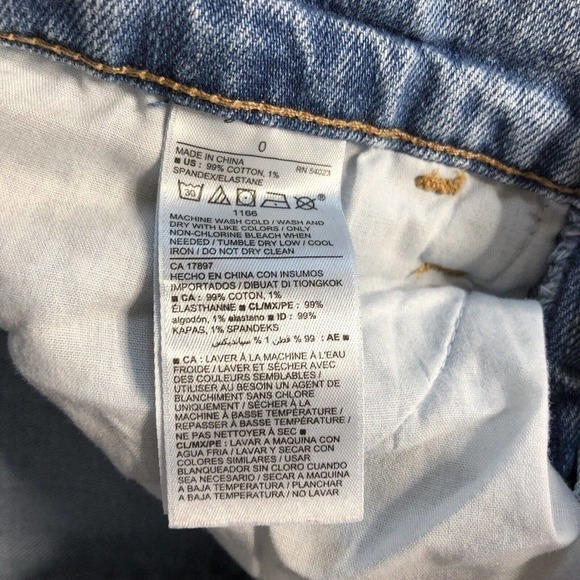 0
MADE IN CHINA RN 54023
■ US : 99% COTTON, 1%
SPANDEX/ELASTANE
30
1166
MACHINE WASH COLD / WASH AND
DRY WITH LIKE COLORS / ONLY
NON-CHLORINE BLEACH WHEN
NEEDED / TUMBLE DRY LOW / COOL
IRON / DO NOT DRY CLEAN
CA 17897
HECHO EN CHINA CON INSUMOS
IMPORTADOS / DIBUAT DI TIONGKOK
■ CA : 99% COTON, 1%
ÉLASTHANNE ■ CL/MX/PE : 99%
algodón, 1% elastano ■ ID : 99%
KAPAS, 1% SPANDEKS
■ AE : 99 % قطن 1 % سپاندیکس
■ CA : LAVER À LA MACHINE À L'EAU
FROIDE / LAVER ET SÉCHER AVEC
DES COULEURS SEMBLABLES /
UTILISER AU BESOIN UN AGENT DE
BLANCHIMENT SANS CHLORE
UNIQUEMENT / SÉCHER À LA
MACHINE À BASSE TEMPÉRATURE /
REPASSER À BASSE TEMPÉRATURE /
NE PAS NETTOYER À SEC ■
CL/MX/PE : LAVAR A MAQUINA CON
AGUA FRIA / LAVAR Y SECAR CON
COLORES SIMILARES / USAR
BLANQUEADOR SIN CLORO CUANDO
SEA NECESARIO / SECAR A MAQUINA
A BAJA TEMPERATURA / PLANCHAR
A BAJA TEMPERATURA / NO LAVAR